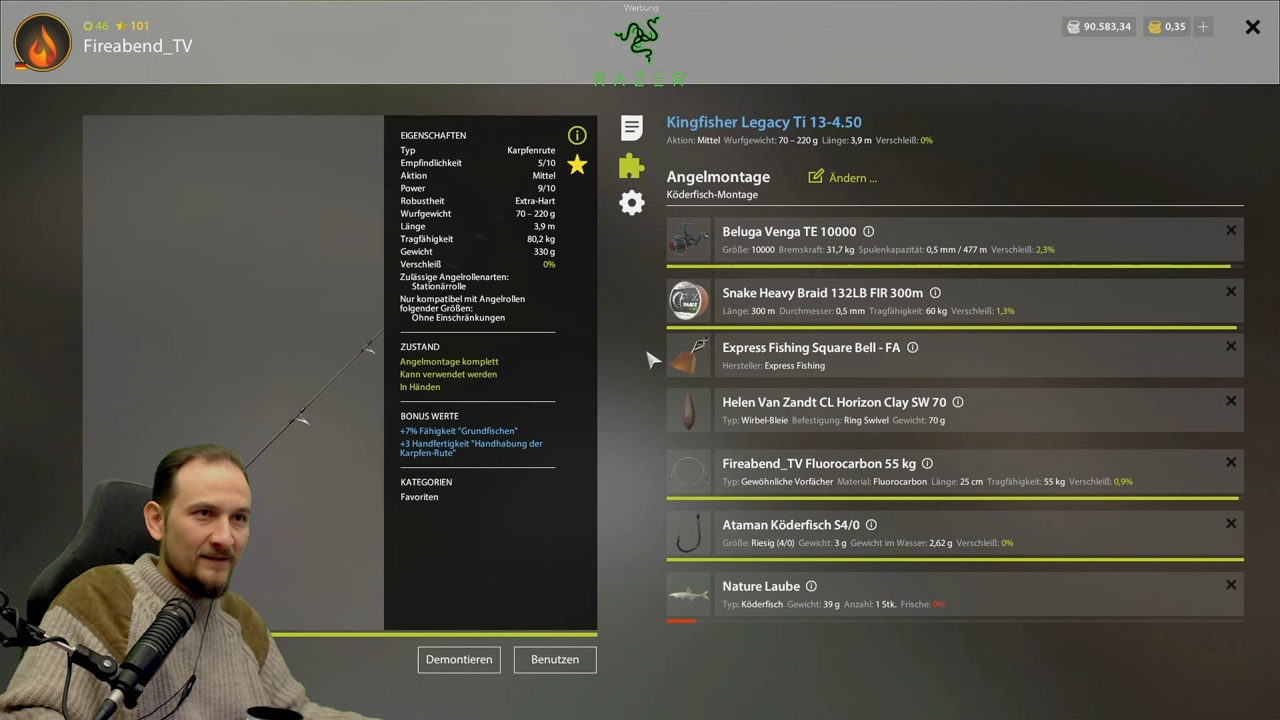 Werbung
RAZER
46 101
Fireabend_TV
90.583,34
0,35
EIGENSCHAFTEN
Typ Karpfenrute
Empfindlichkeit 5/10
Aktion Mittel
Power 9/10
Robustheit Extra-Hart
Wurfgewicht 70 – 220 g
Länge 3,9 m
Tragfähigkeit 80,2 kg
Gewicht 330 g
Verschleiß 0%
Zulässige Angelrollenarten:
Stationärrolle
Nur kompatibel mit Angelrollen
folgender Größen:
Ohne Einschränkungen
ZUSTAND
Angelmontage komplett
Kann verwendet werden
In Händen
BONUS WERTE
+7% Fähigkeit "Grundfischen"
+3 Handfertigkeit "Handhabung der
Karpfen-Rute"
KATEGORIEN
Favoriten
Demontieren
Benutzen
Kingfisher Legacy Ti 13-4.50
Aktion: Mittel Wurfgewicht: 70 – 220 g Länge: 3,9 m Verschleiß: 0%
Angelmontage
Ändern ...
Köderfisch-Montage
Beluga Venga TE 10000
Größe: 10000 Bremskraft: 31,7 kg Spulenkapazität: 0,5 mm / 477 m Verschleiß: 2,3%
Snake Heavy Braid 132LB FIR 300m
Länge: 300 m Durchmesser: 0,5 mm Tragfähigkeit: 60 kg Verschleiß: 1,3%
Express Fishing Square Bell - FA
Hersteller: Express Fishing
Helen Van Zandt CL Horizon Clay SW 70
Typ: Wirbel-Bleie Befestigung: Ring Swivel Gewicht: 70 g
Fireabend_TV Fluorocarbon 55 kg
Typ: Gewöhnliche Vorfächer Material: Fluorocarbon Länge: 25 cm Tragfähigkeit: 55 kg Verschleiß: 0,9%
Ataman Köderfisch S4/0
Größe: Riesig (4/0) Gewicht: 3 g Gewicht im Wasser: 2,62 g Verschleiß: 0%
Nature Laube
Typ: Köderfisch Gewicht: 39 g Anzahl: 1 Stk. Frische: 0%